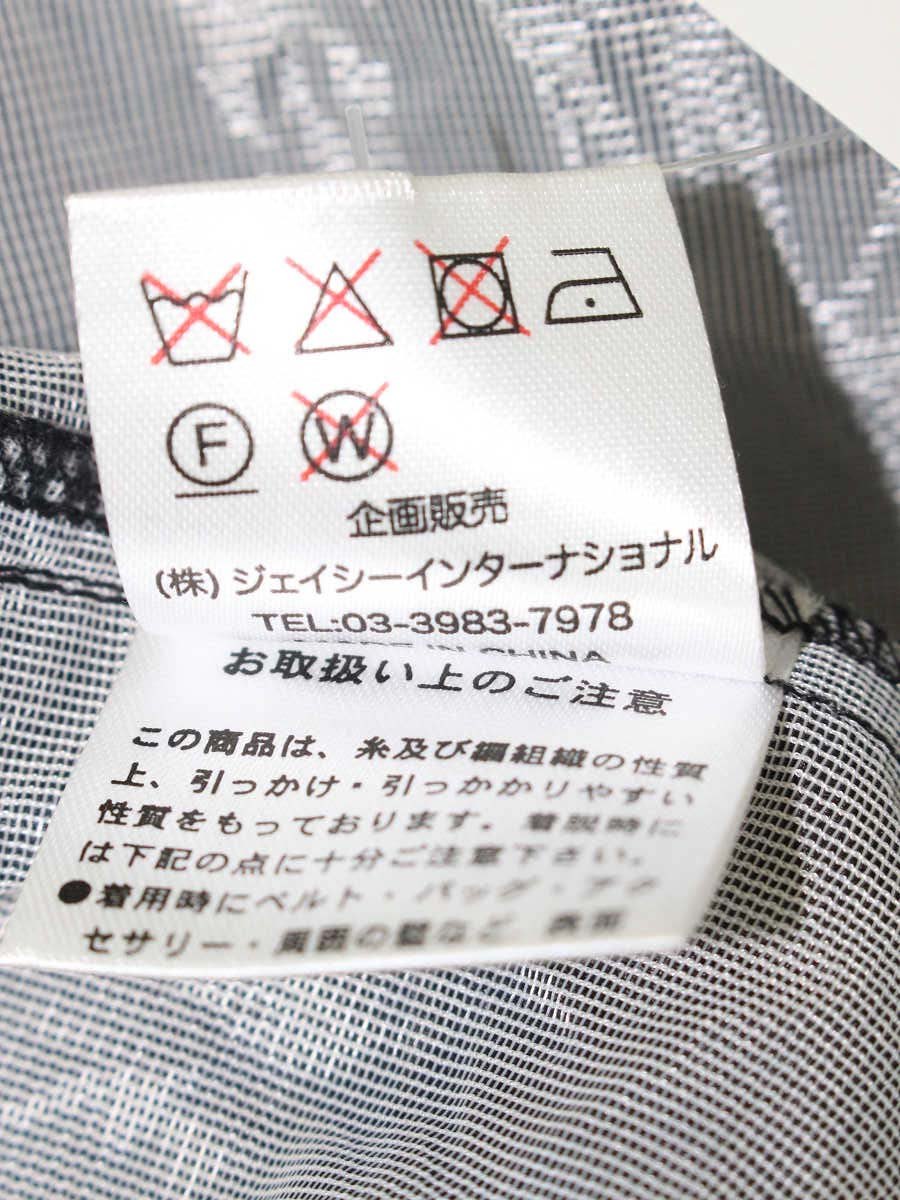 F
W
企画販売
(株) ジェイシーインターナショナル
TEL:03-3983-7978
IN CHINA
お取扱い上のご注意
この商品は、糸及び編組織の性質
上、引っかけ・引っかかりやすい
性質をもっております。着脱時に
は下記の点に十分ご注意下さい。
●着用時にベルト・バッグ・アク
セサリー・周囲の壁など、表面